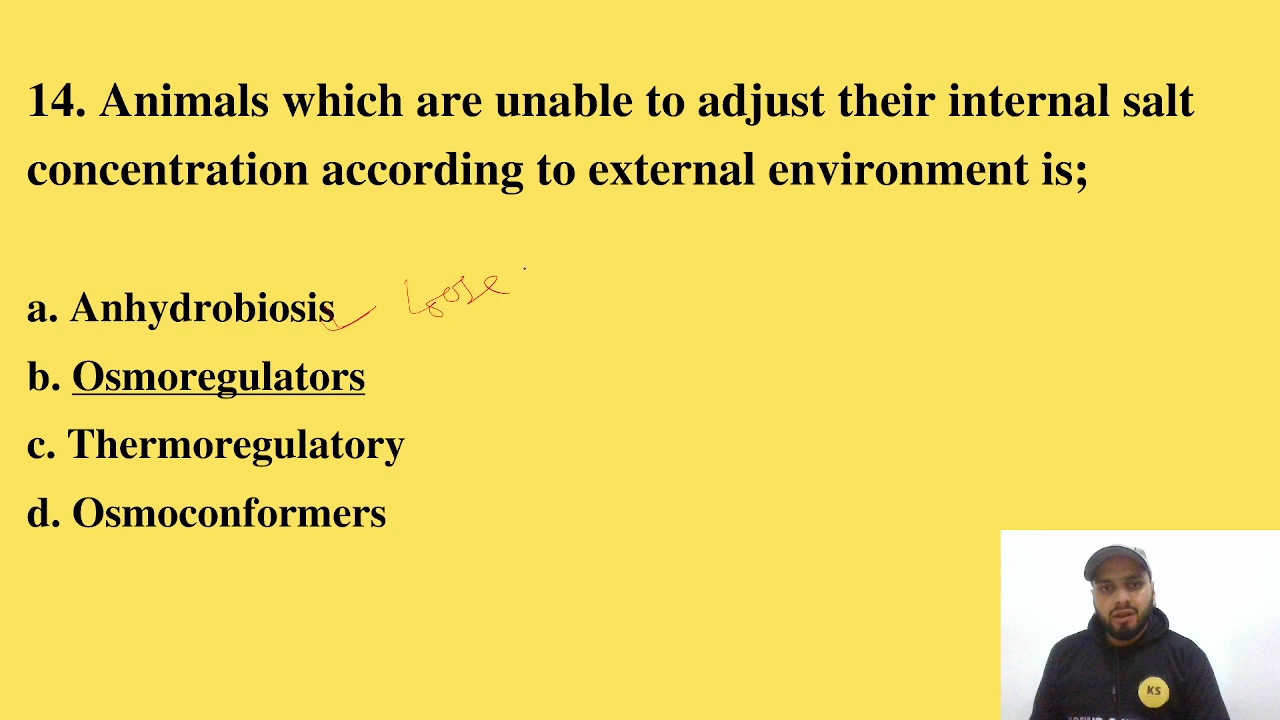 14. Animals which are unable to adjust their internal salt
concentration according to external environment is;
a. Anhydrobiosis
loose
b. Osmoregulators
c. Thermoregulatory
d. Osmoconformers
KS